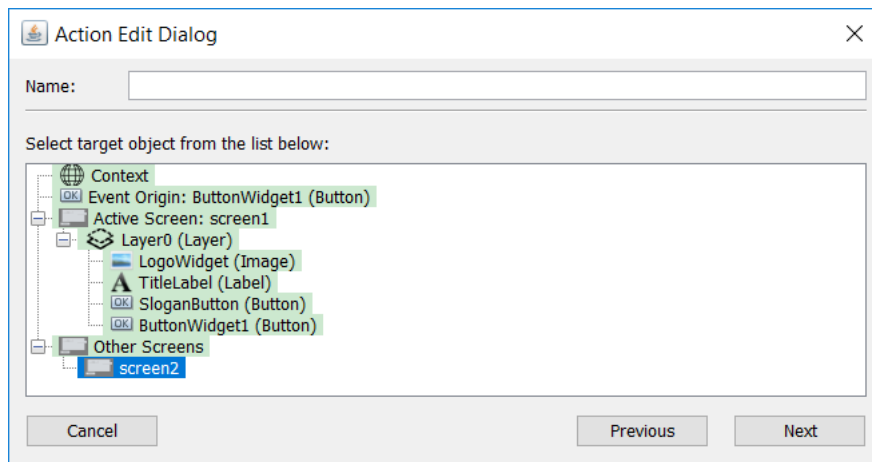 Action Edit Dialog
Name:
Select target object from the list below:
Context
OK Event Origin: ButtonWidget1 (Button)
Active Screen: screen1
Layer0 (Layer)
LogoWidget (Image)
A TitleLabel (Label)
OK SloganButton (Button)
OK ButtonWidget1 (Button)
Other Screens
screen2
Cancel Previous Next